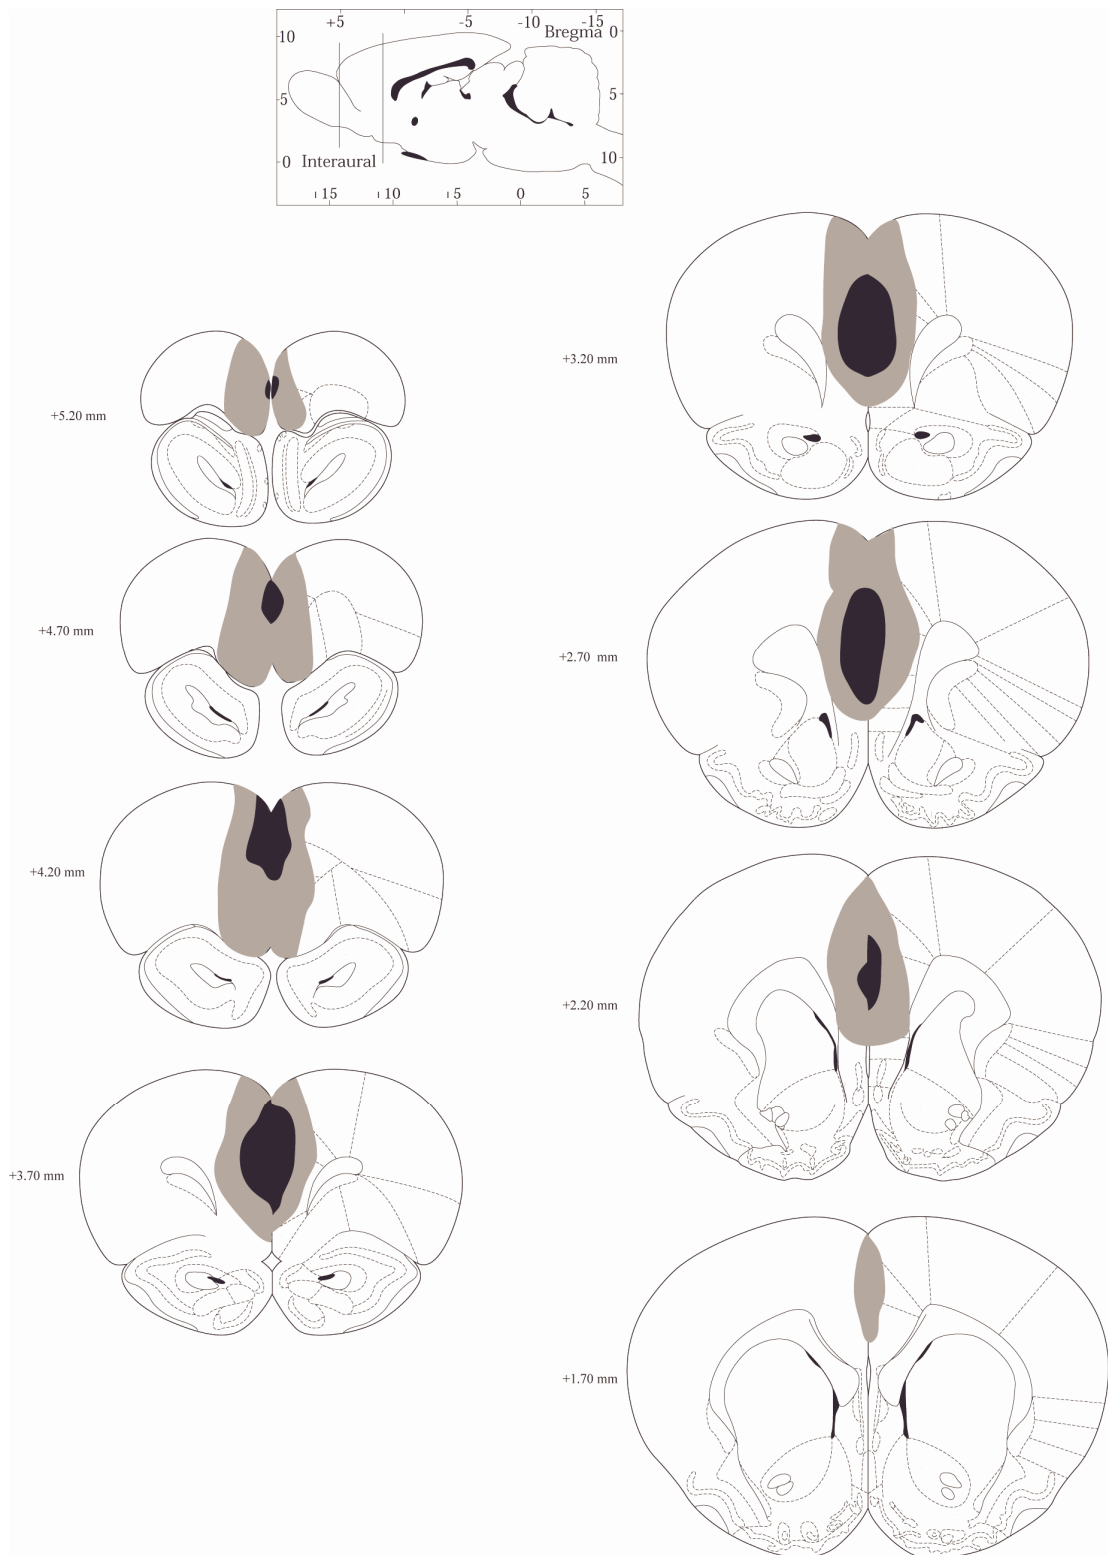 +5 -5 -10 -15
10 Bregma 0
5 5
0 Interaural 10
15 10 5 0 5
+3.20 mm
+5.20 mm
+4.70 mm
+2.70 mm
+4.20 mm
+2.20 mm
+3.70 mm
+1.70 mm